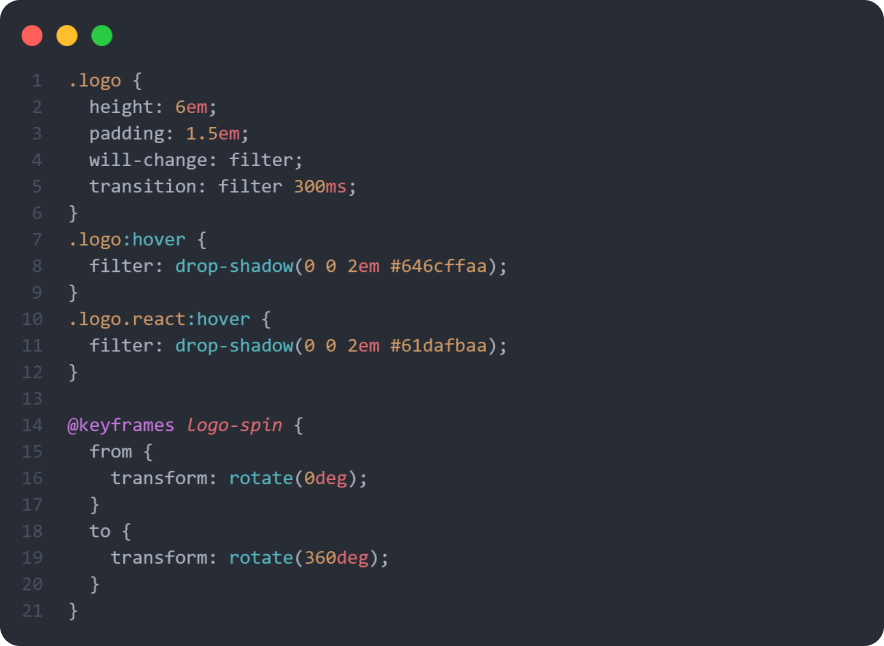 1 .logo {
2   height: 6em;
3   padding: 1.5em;
4   will-change: filter;
5   transition: filter 300ms;
6 }
7 .logo:hover {
8   filter: drop-shadow(0 0 2em #646cffaa);
9 }
10 .logo.react:hover {
11   filter: drop-shadow(0 0 2em #61dafbaa);
12 }
13
14 @keyframes logo-spin {
15   from {
16     transform: rotate(0deg);
17   }
18   to {
19     transform: rotate(360deg);
20   }
21 }